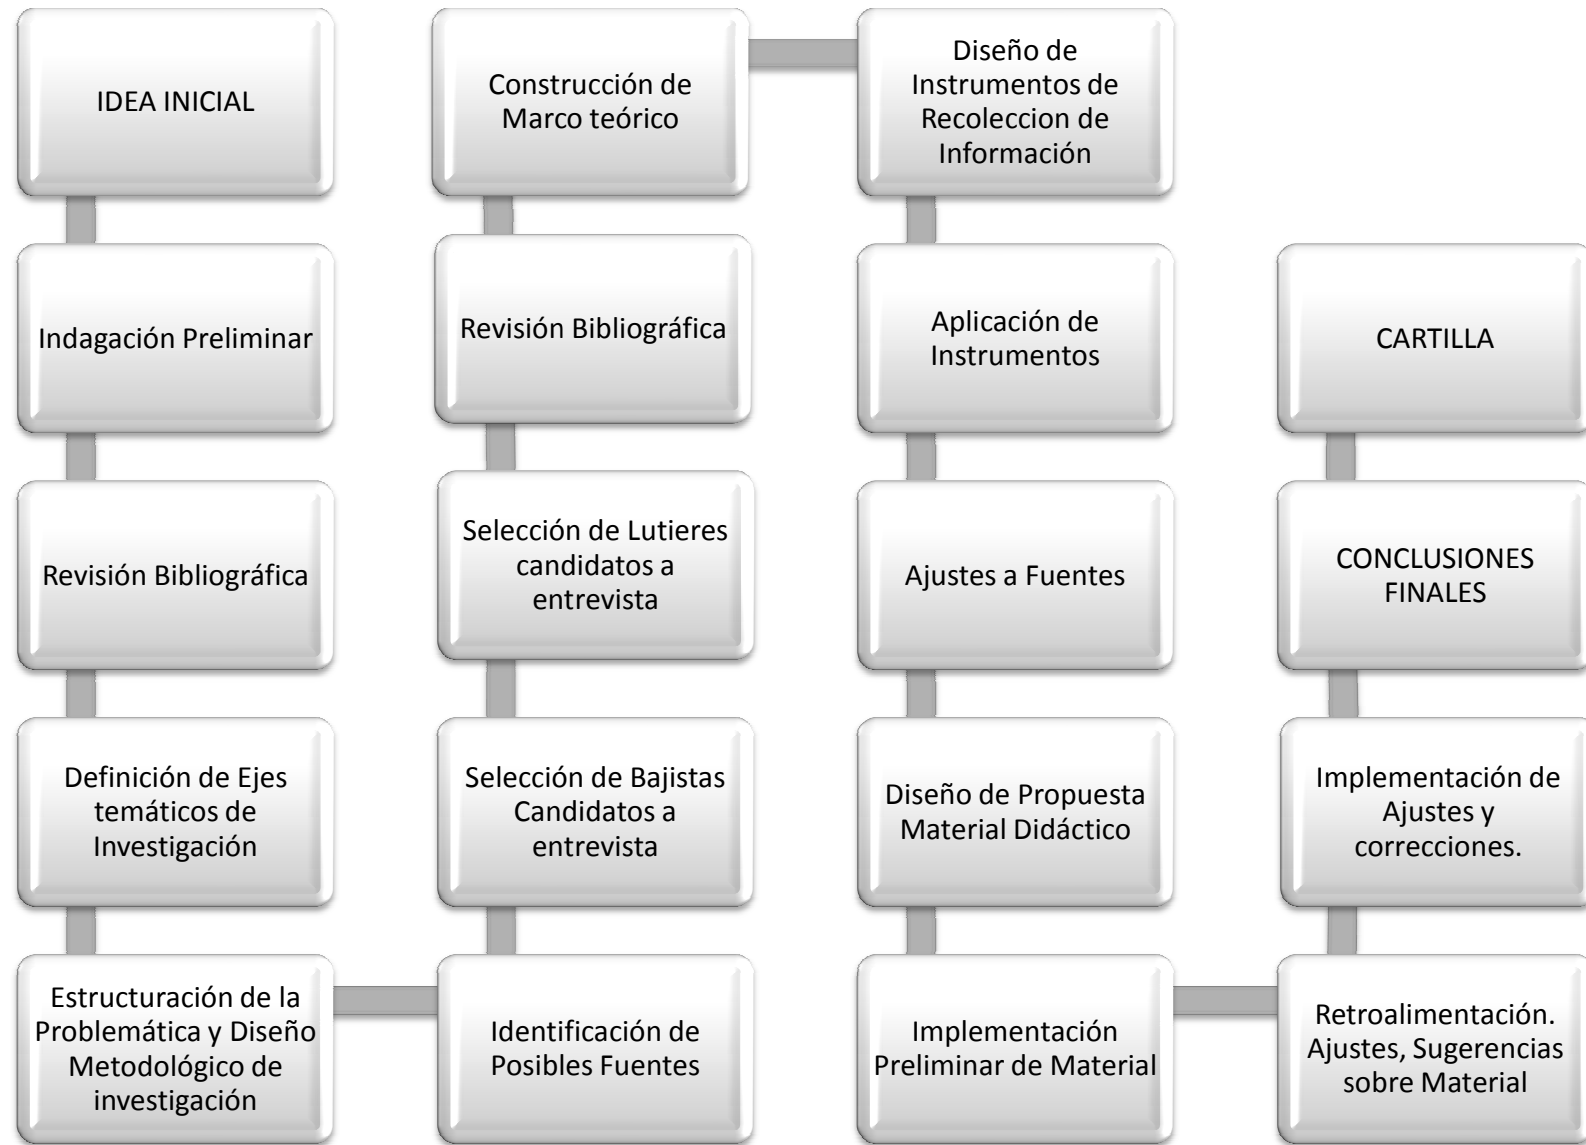 IDEA INICIAL
Indagación Preliminar
Revisión Bibliográfica
Definición de Ejes
temáticos de
Investigación
Estructuración de la
Problemática y Diseño
Metodológico de
investigación
Identificación de
Posibles Fuentes
Selección de Bajistas
Candidatos a
entrevista
Selección de Lutieres
candidatos a
entrevista
Revisión Bibliográfica
Construcción de
Marco teórico
Diseño de
Instrumentos de
Recoleccion de
Información
Aplicación de
Instrumentos
Ajustes a Fuentes
Diseño de Propuesta
Material Didáctico
Implementación
Preliminar de Material
Retroalimentación.
Ajustes, Sugerencias
sobre Material
Implementación de
Ajustes y
correcciones.
CONCLUSIONES
FINALES
CARTILLA